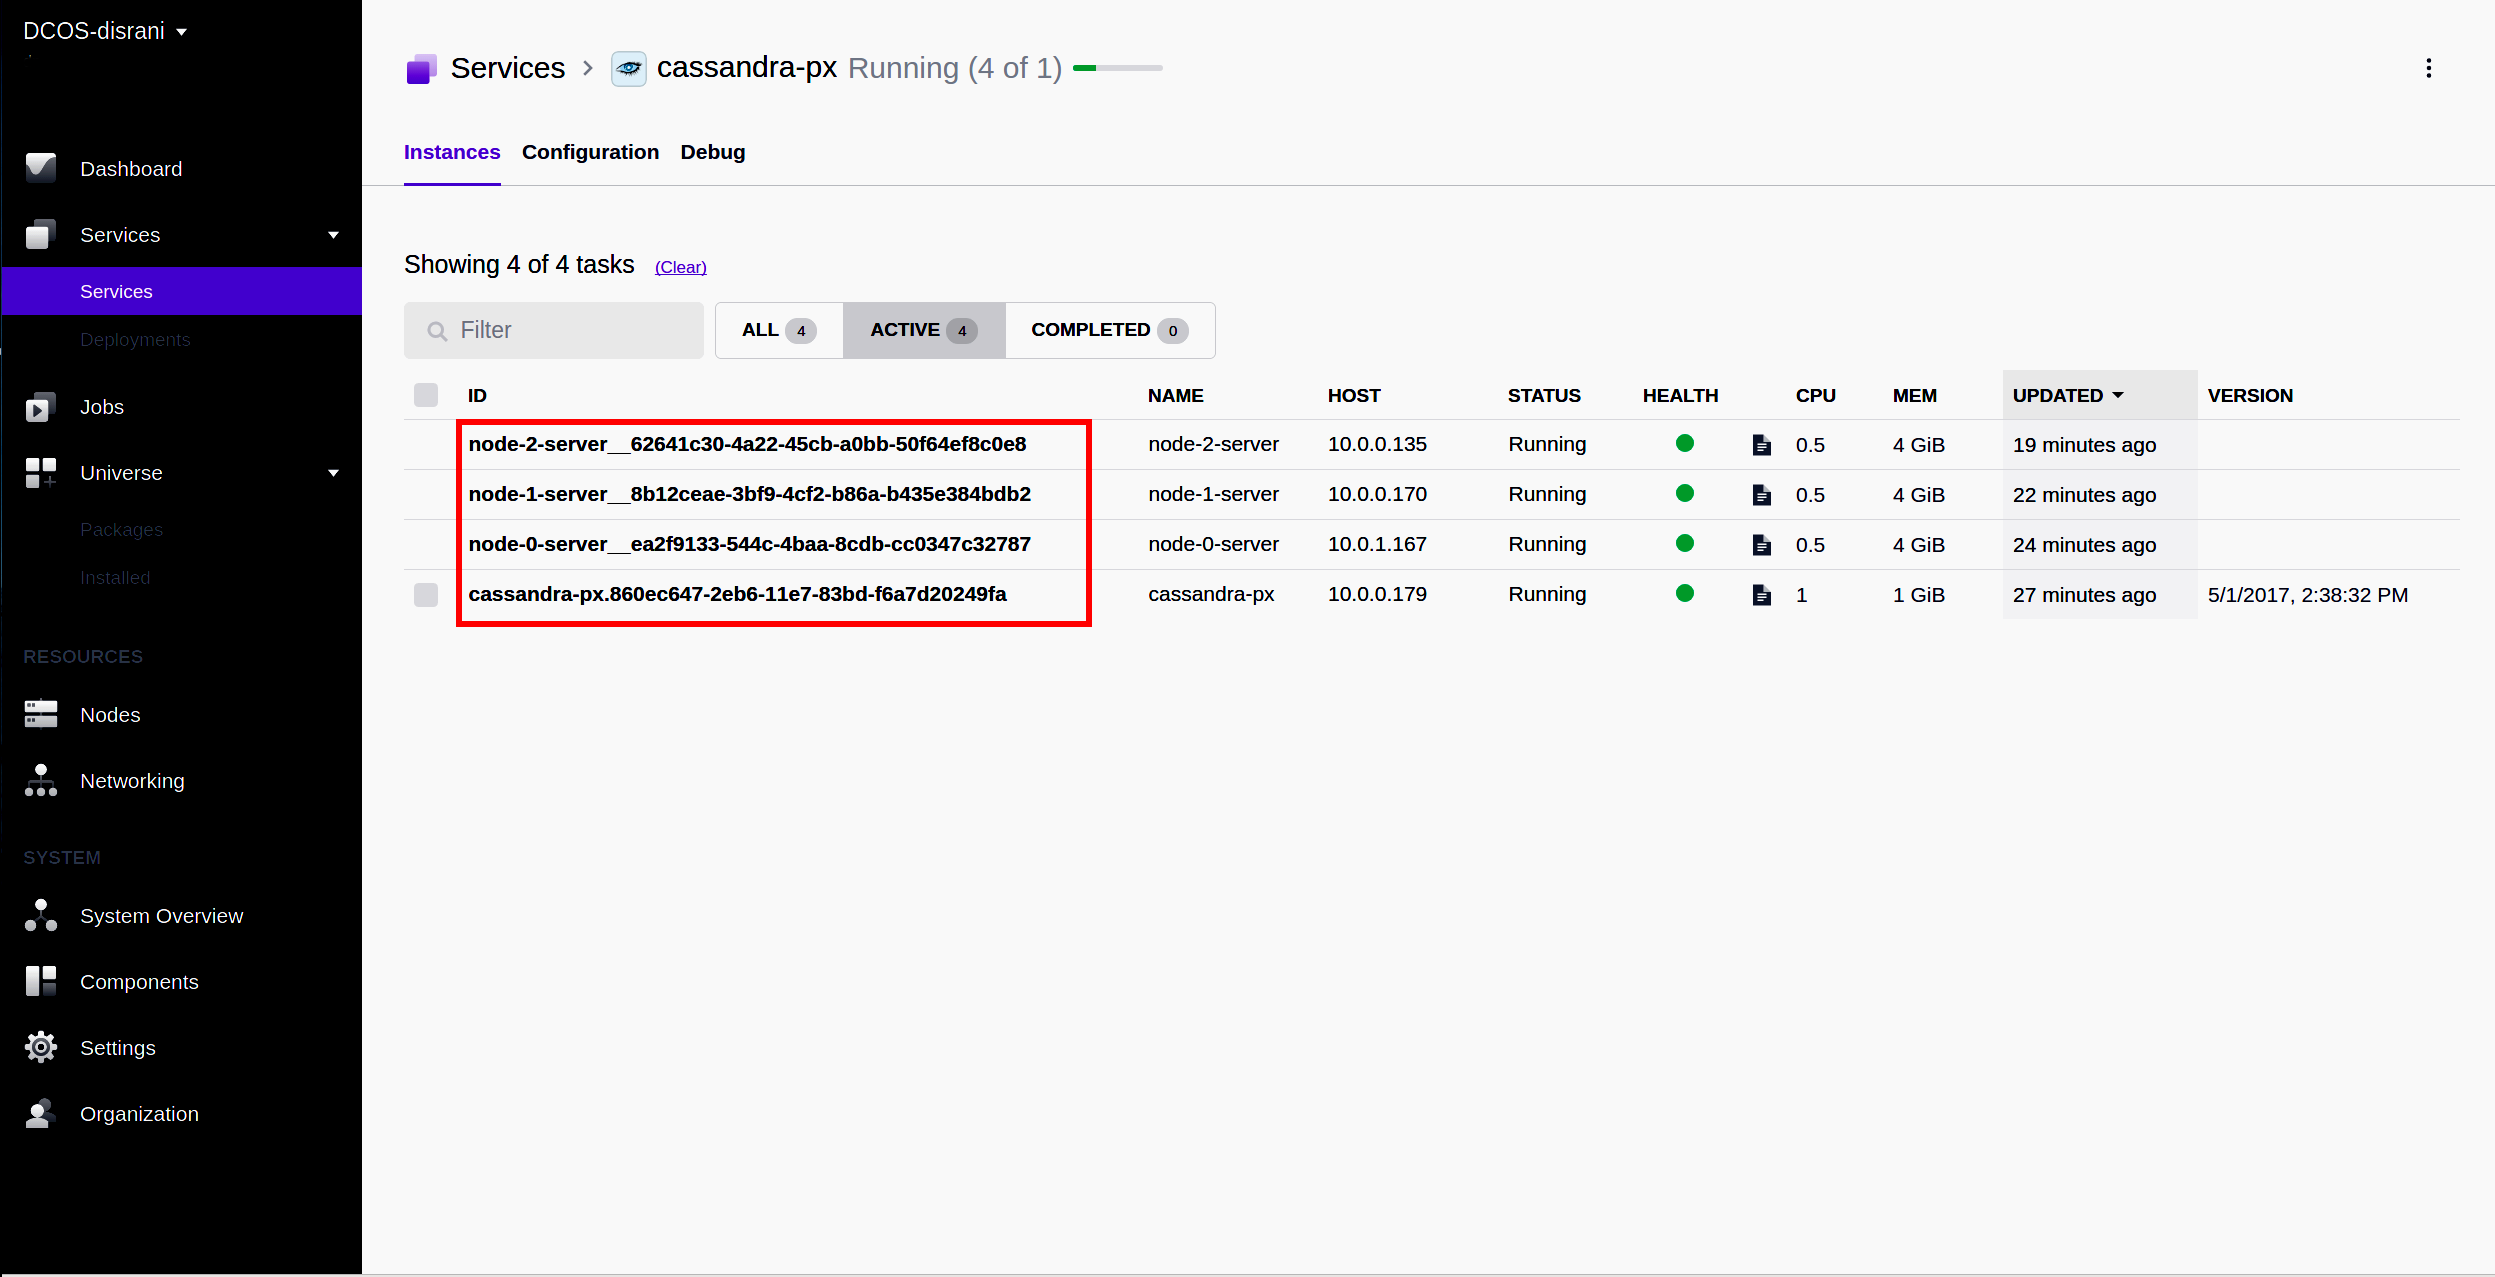 DCOS-disrani
Dashboard
Services
Services
Deployments
Jobs
Universe
Packages
Installed
RESOURCES
Nodes
Networking
SYSTEM
System Overview
Components
Settings
Organization
Services > cassandra-px Running (4 of 1)
Instances Configuration Debug
Showing 4 of 4 tasks (Clear)
Filter ALL 4 ACTIVE 4 COMPLETED 0
ID NAME HOST STATUS HEALTH CPU MEM UPDATED VERSION
node-2-server__62641c30-4a22-45cb-a0bb-50f64ef8c0e8 node-2-server 10.0.0.135 Running 0.5 4 GiB 19 minutes ago
node-1-server__8b12ceae-3bf9-4cf2-b86a-b435e384bdb2 node-1-server 10.0.0.170 Running 0.5 4 GiB 22 minutes ago
node-0-server__ea2f9133-544c-4baa-8cdb-cc0347c32787 node-0-server 10.0.1.167 Running 0.5 4 GiB 24 minutes ago
cassandra-px.860ec647-2eb6-11e7-83bd-f6a7d20249fa cassandra-px 10.0.0.179 Running 1 1 GiB 27 minutes ago 5/1/2017, 2:38:32 PM